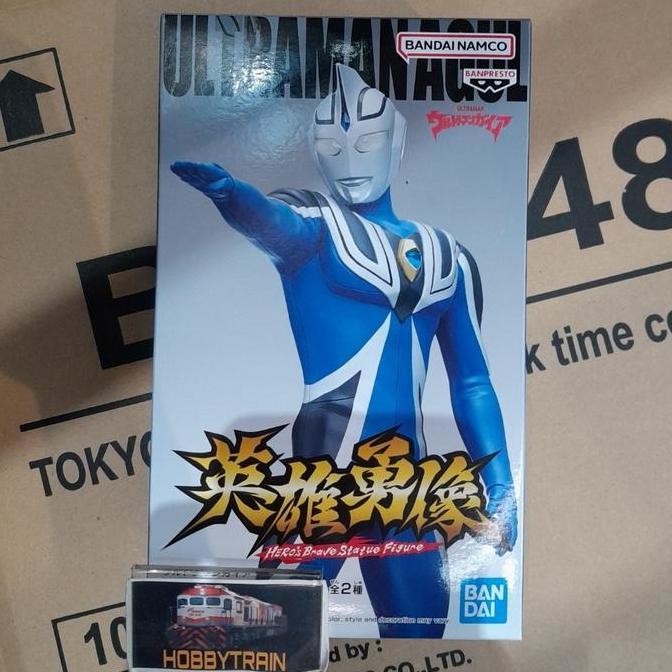 ULTRAMAN AGUL
BANDAI NAMCO
BANPRESTO
ULTRAMAN
ウルトラマンガイア
48
k time co
TOKYO
英雄勇像
HERO's Brave Statue Figure
全2種
color, style and decoration may vary
BAN
DAI
HOBBYTRAIN
10
d by :
CO.,LTD.